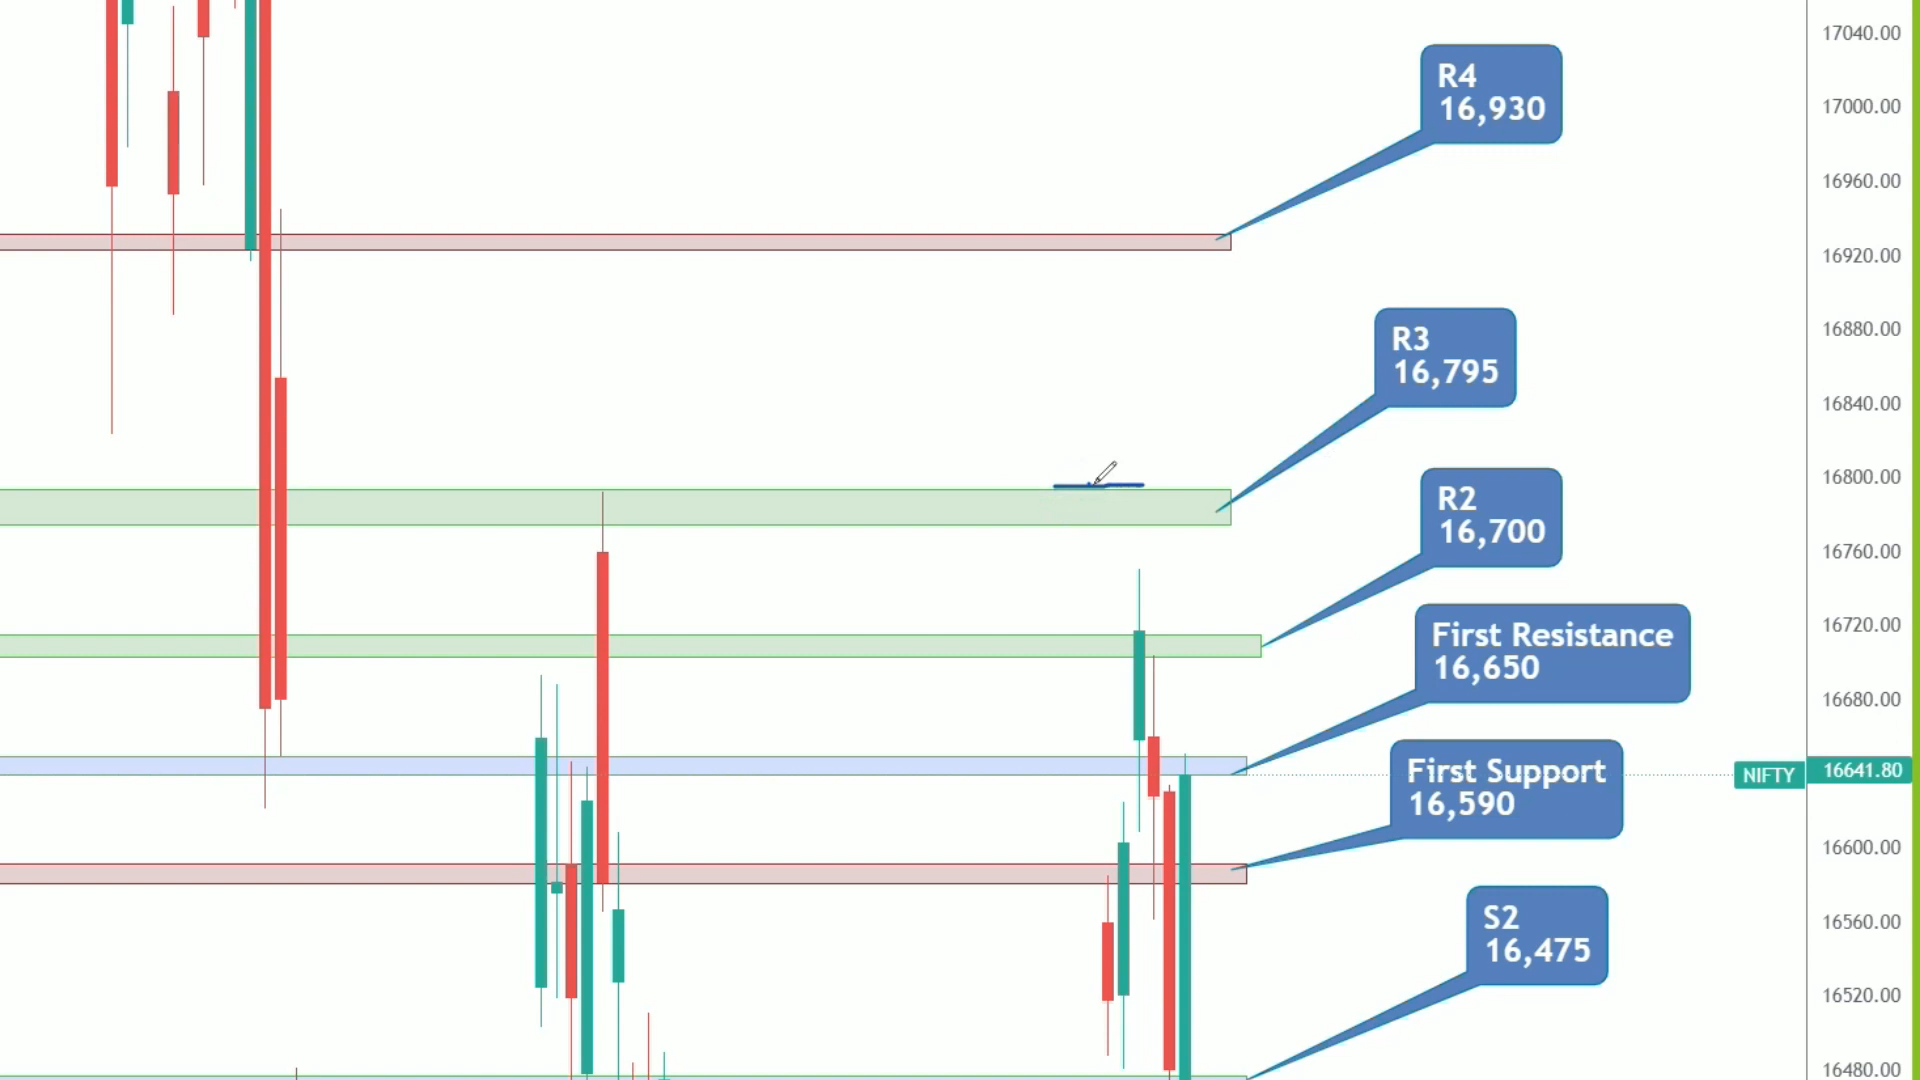 R4
16,930
R3
16,795
R2
16,700
First Resistance
16,650
First Support
16,590
S2
16,475
17040.00
17000.00
16960.00
16920.00
16880.00
16840.00
16800.00
16760.00
16720.00
16680.00
NIFTY 16641.80
16600.00
16560.00
16520.00
16480.00